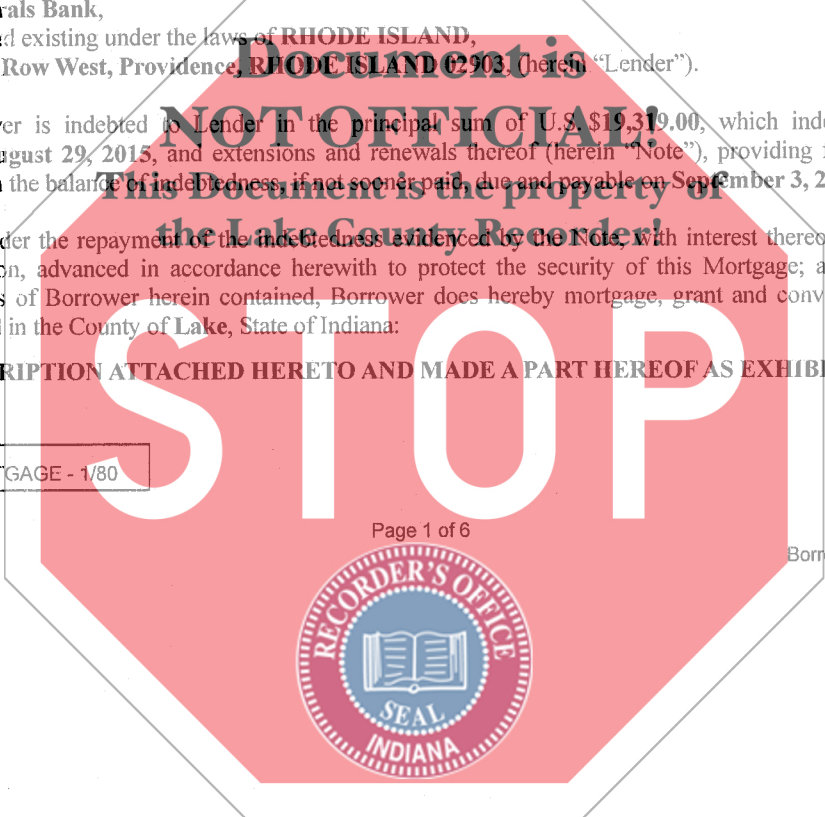 rals Bank,
d existing under the laws of RHODE ISLAND,
Row West, Providence, RHODE ISLAND 02903, (herein “Lender”).
Document is
NOT OFFICIAL!
This Document is the property of
the Lake County Recorder!
er is indebted to Lender in the principal sum of U.S. $19,319.00, which inde
ugust 29, 2015, and extensions and renewals thereof (herein “Note”), providing
the balance of indebtedness, if not sooner paid, due and payable on September 3, 2
der the repayment of the indebtedness evidenced by the Note, with interest thereo
on, advanced in accordance herewith to protect the security of this Mortgage; a
s of Borrower herein contained, Borrower does hereby mortgage, grant and conv
in the County of Lake, State of Indiana:
RIPTION ATTACHED HERETO AND MADE A PART HEREOF AS EXHIBI
STOP
GAGE - 1/80
Page 1 of 6
Borr
RECORDER'S OFFICE
SEAL
INDIANA